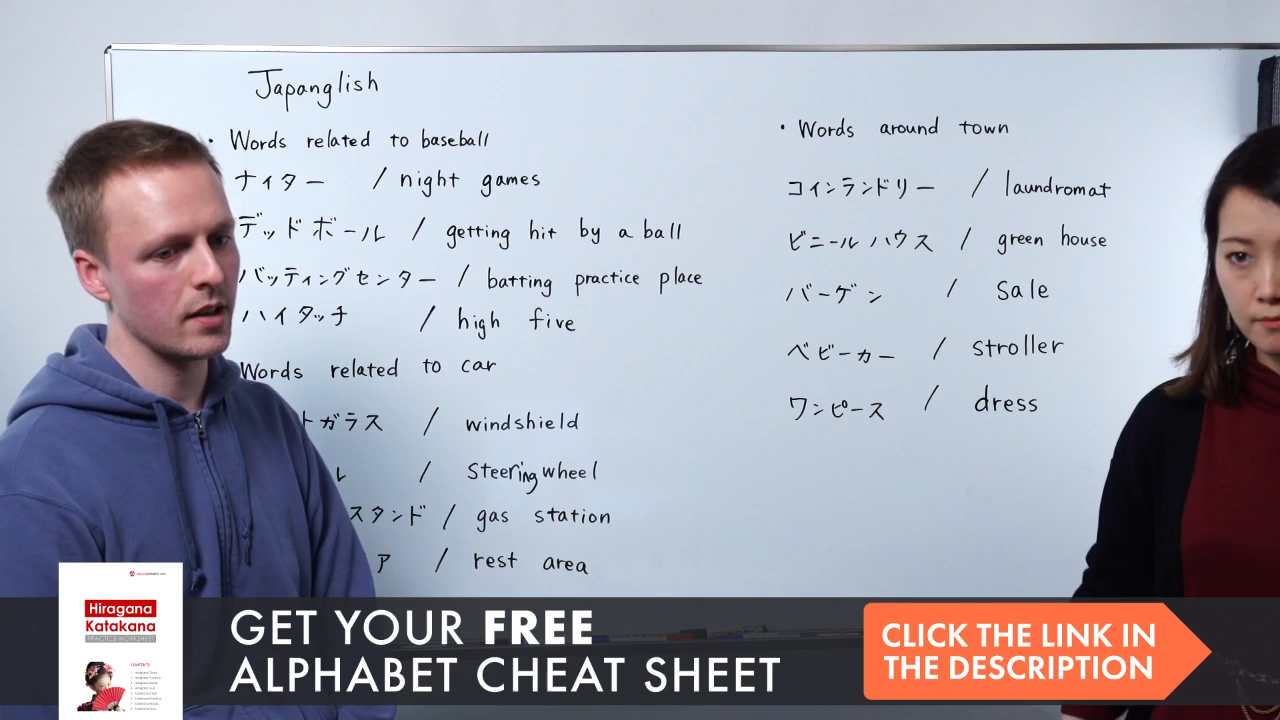 Japanglish
・Words related to baseball
ナイター / night games
デッドボール / getting hit by a ball
バッティングセンター / batting practice place
ハイタッチ / high five
Words related to car
トガラス / windshield
ル / steering wheel
スタンド / gas station
ア / rest area
・Words around town
コインランドリー / laundromat
ビニールハウス / green house
バーゲン / Sale
ベビーカー / stroller
ワンピース / dress
Hiragana
Katakana
PRACTICE WORKSHEET
CONTENTS
GET YOUR FREE
ALPHABET CHEAT SHEET
CLICK THE LINK IN
THE DESCRIPTION